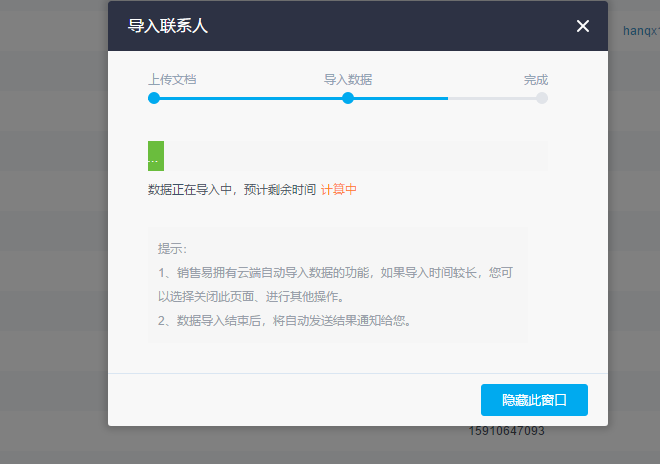 导入联系人
hanqx
上传文档 导入数据 完成
...
数据正在导入中，预计剩余时间 计算中
提示：
1、销售易拥有云端自动导入数据的功能，如果导入时间较长，您可
以选择关闭此页面、进行其他操作。
2、数据导入结束后，将自动发送结果通知给您。
隐藏此窗口
15910647093